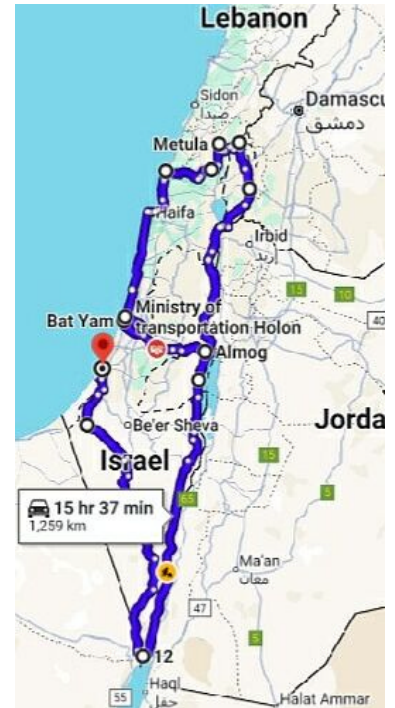 Lebanon
Sidon
صيدا
Damascu
دمشق
Metula
Haifa
Irbid
إربد
15
10
40
Ministry of
transportation Holon
Bat Yam
Almog
Be'er Sheva
Jorda
Israel
15
5
15 hr 37 min
1,259 km
65
Ma'an
معان
47
5
12
Haql
حقل
55
Halat Ammar